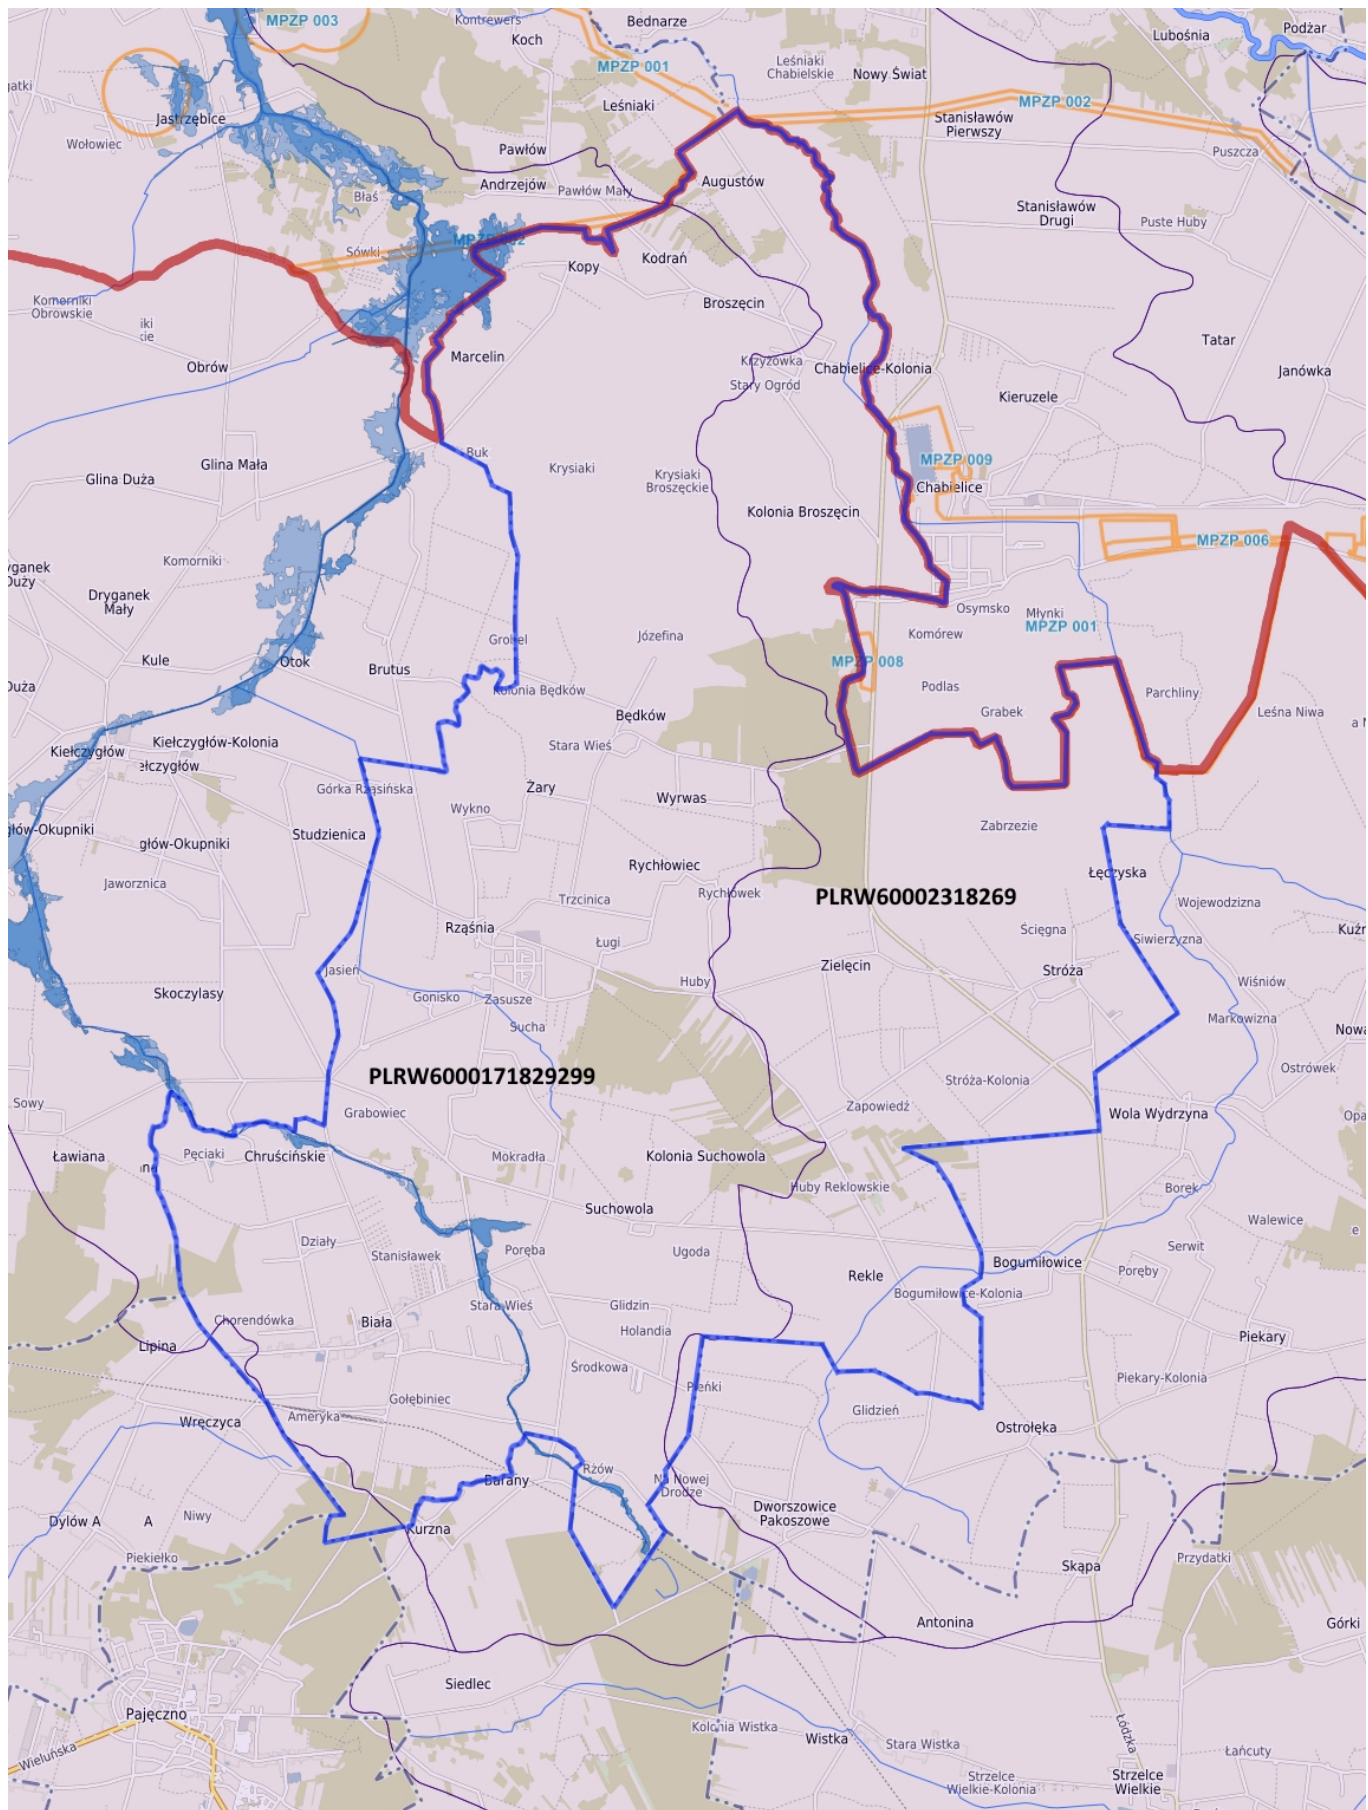 MPZP 003
Kontrewers
Bednarze
Koch
Lubośnia
Podżar
MPZP 001
Leśniaki
Chabielskie
Nowy Świat
gatki
Leśniaki
MPZP 002
Jastrzębice
Stanisławów
Pierwszy
Wołowiec
Pawłów
Puszcza
Andrzejów
Pawłów Mały
Augustów
Błaś
Stanisławów
Drugi
Puste Huby
Sówki
Kopy
Kodrań
Komorniki
Obrowskie
Broszęcin
Tatar
Marcelin
Krzyżówka
Obrów
Stary Ogród
Chabielice-Kolonia
Janówka
Kieruzele
Buk
Glina Mała
Krysiaki
Krysiaki
Broszęckie
MPZP 009
Glina Duża
Chabielice
Kolonia Broszęcin
MPZP 006
Komorniki
Dryganek
Mały
Osymsko
Młynki
MPZP 001
Józefina
Komórew
Grobel
Kule
Otok
Brutus
MPZP 008
Podlas
Parchliny
Kolonia Będków
Będków
Grabek
Leśna Niwa
Kiełczygłów
Kiełczygłów-Kolonia
Stara Wieś
Górka Rząsińska
Żary
Wyrwas
Wykno
Studzienica
Zabrzezie
Jaworznica
Rychłowiec
Rychłówek
Łęczyska
Trzcinica
PLRW60002318269
Wojewodzizna
Rząśnia
Ługi
Ścięgna
Siwierzyzna
Jasień
Zielęcin
Stróża
Huby
Wiśniów
Skoczylasy
Gonisko
Zasusze
Sucha
Markowizna
PLRW6000171829299
Stróża-Kolonia
Ostrówek
Sowy
Grabowiec
Zapowiedź
Wola Wydrzyna
Ławiana
Pęciaki
Chruścińskie
Mokradła
Kolonia Suchowola
Huby Reklowskie
Borek
Suchowola
Walewice
Działy
Stanisławek
Poręba
Ugoda
Serwit
Rekle
Bogumiłowice
Poręby
Bogumiłowice-Kolonia
Stara Wieś
Glidzin
Chorendówka
Biała
Holandia
Piekary
Lipina
Środkowa
Pieńki
Piekary-Kolonia
Gołębiniec
Glidzień
Wręczyca
Ameryka
Ostrołęka
Rżów
Barany
Na Nowej
Drodze
Dworszowice
Pakoszowe
Dylów A
A
Niwy
Kurzna
Piekiełko
Skąpa
Przydatki
Antonina
Górki
Siedlec
Pajęczno
Kolonia Wistka
Wistka
Stara Wistka
Łódzka
Łańcuty
Wieluńska
Strzelce
Wielkie-Kolonia
Strzelce
Wielkie